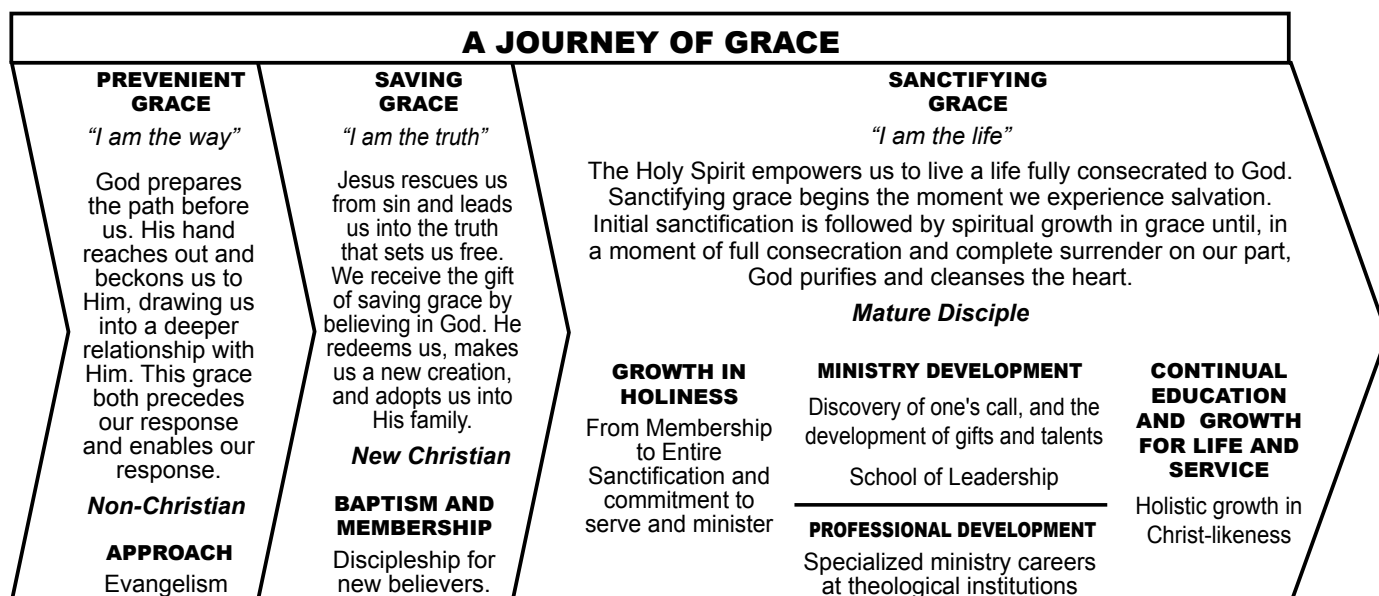 A JOURNEY OF GRACE
PREVENIENT
GRACE
“I am the way”
God prepares
the path before
us. His hand
reaches out and
beckons us to
Him, drawing us
into a deeper
relationship with
Him. This grace
both precedes
our response
and enables our
response.
Non-Christian
APPROACH
Evangelism
SAVING
GRACE
“I am the truth”
Jesus rescues us
from sin and leads
us into the truth
that sets us free.
We receive the gift
of saving grace by
believing in God. He
redeems us, makes
us a new creation,
and adopts us into
His family.
New Christian
BAPTISM AND
MEMBERSHIP
Discipleship for
new believers.
SANCTIFYING
GRACE
“I am the life”
The Holy Spirit empowers us to live a life fully consecrated to God.
Sanctifying grace begins the moment we experience salvation.
Initial sanctification is followed by spiritual growth in grace until, in
a moment of full consecration and complete surrender on our part,
God purifies and cleanses the heart.
Mature Disciple
GROWTH IN
HOLINESS
From Membership
to Entire
Sanctification and
commitment to
serve and minister
MINISTRY DEVELOPMENT
Discovery of one's call, and the
development of gifts and talents
School of Leadership
PROFESSIONAL DEVELOPMENT
Specialized ministry careers
at theological institutions
CONTINUAL
EDUCATION
AND GROWTH
FOR LIFE AND
SERVICE
Holistic growth in
Christ-likeness